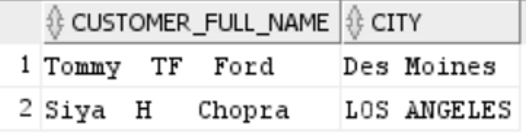 CUSTOMER_FULL_NAME CITY
1 Tommy  TF  Ford Des Moines
2 Siya  H   Chopra LOS ANGELES